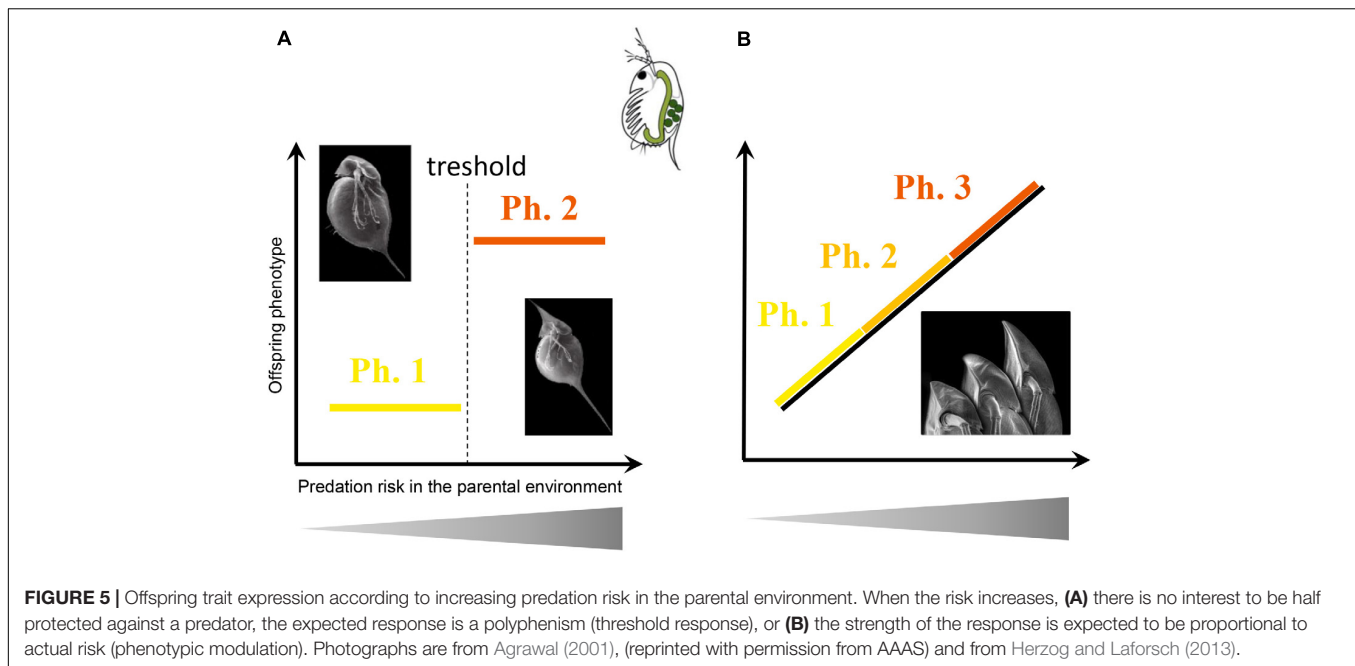 A
B
treshold
Ph. 2
Ph. 1
Offspring phenotype
Predation risk in the parental environment
Ph. 3
Ph. 2
Ph. 1
FIGURE 5 | Offspring trait expression according to increasing predation risk in the parental environment. When the risk increases, (A) there is no interest to be half
protected against a predator, the expected response is a polyphenism (threshold response), or (B) the strength of the response is expected to be proportional to
actual risk (phenotypic modulation). Photographs are from Agrawal (2001), (reprinted with permission from AAAS) and from Herzog and Laforsch (2013).